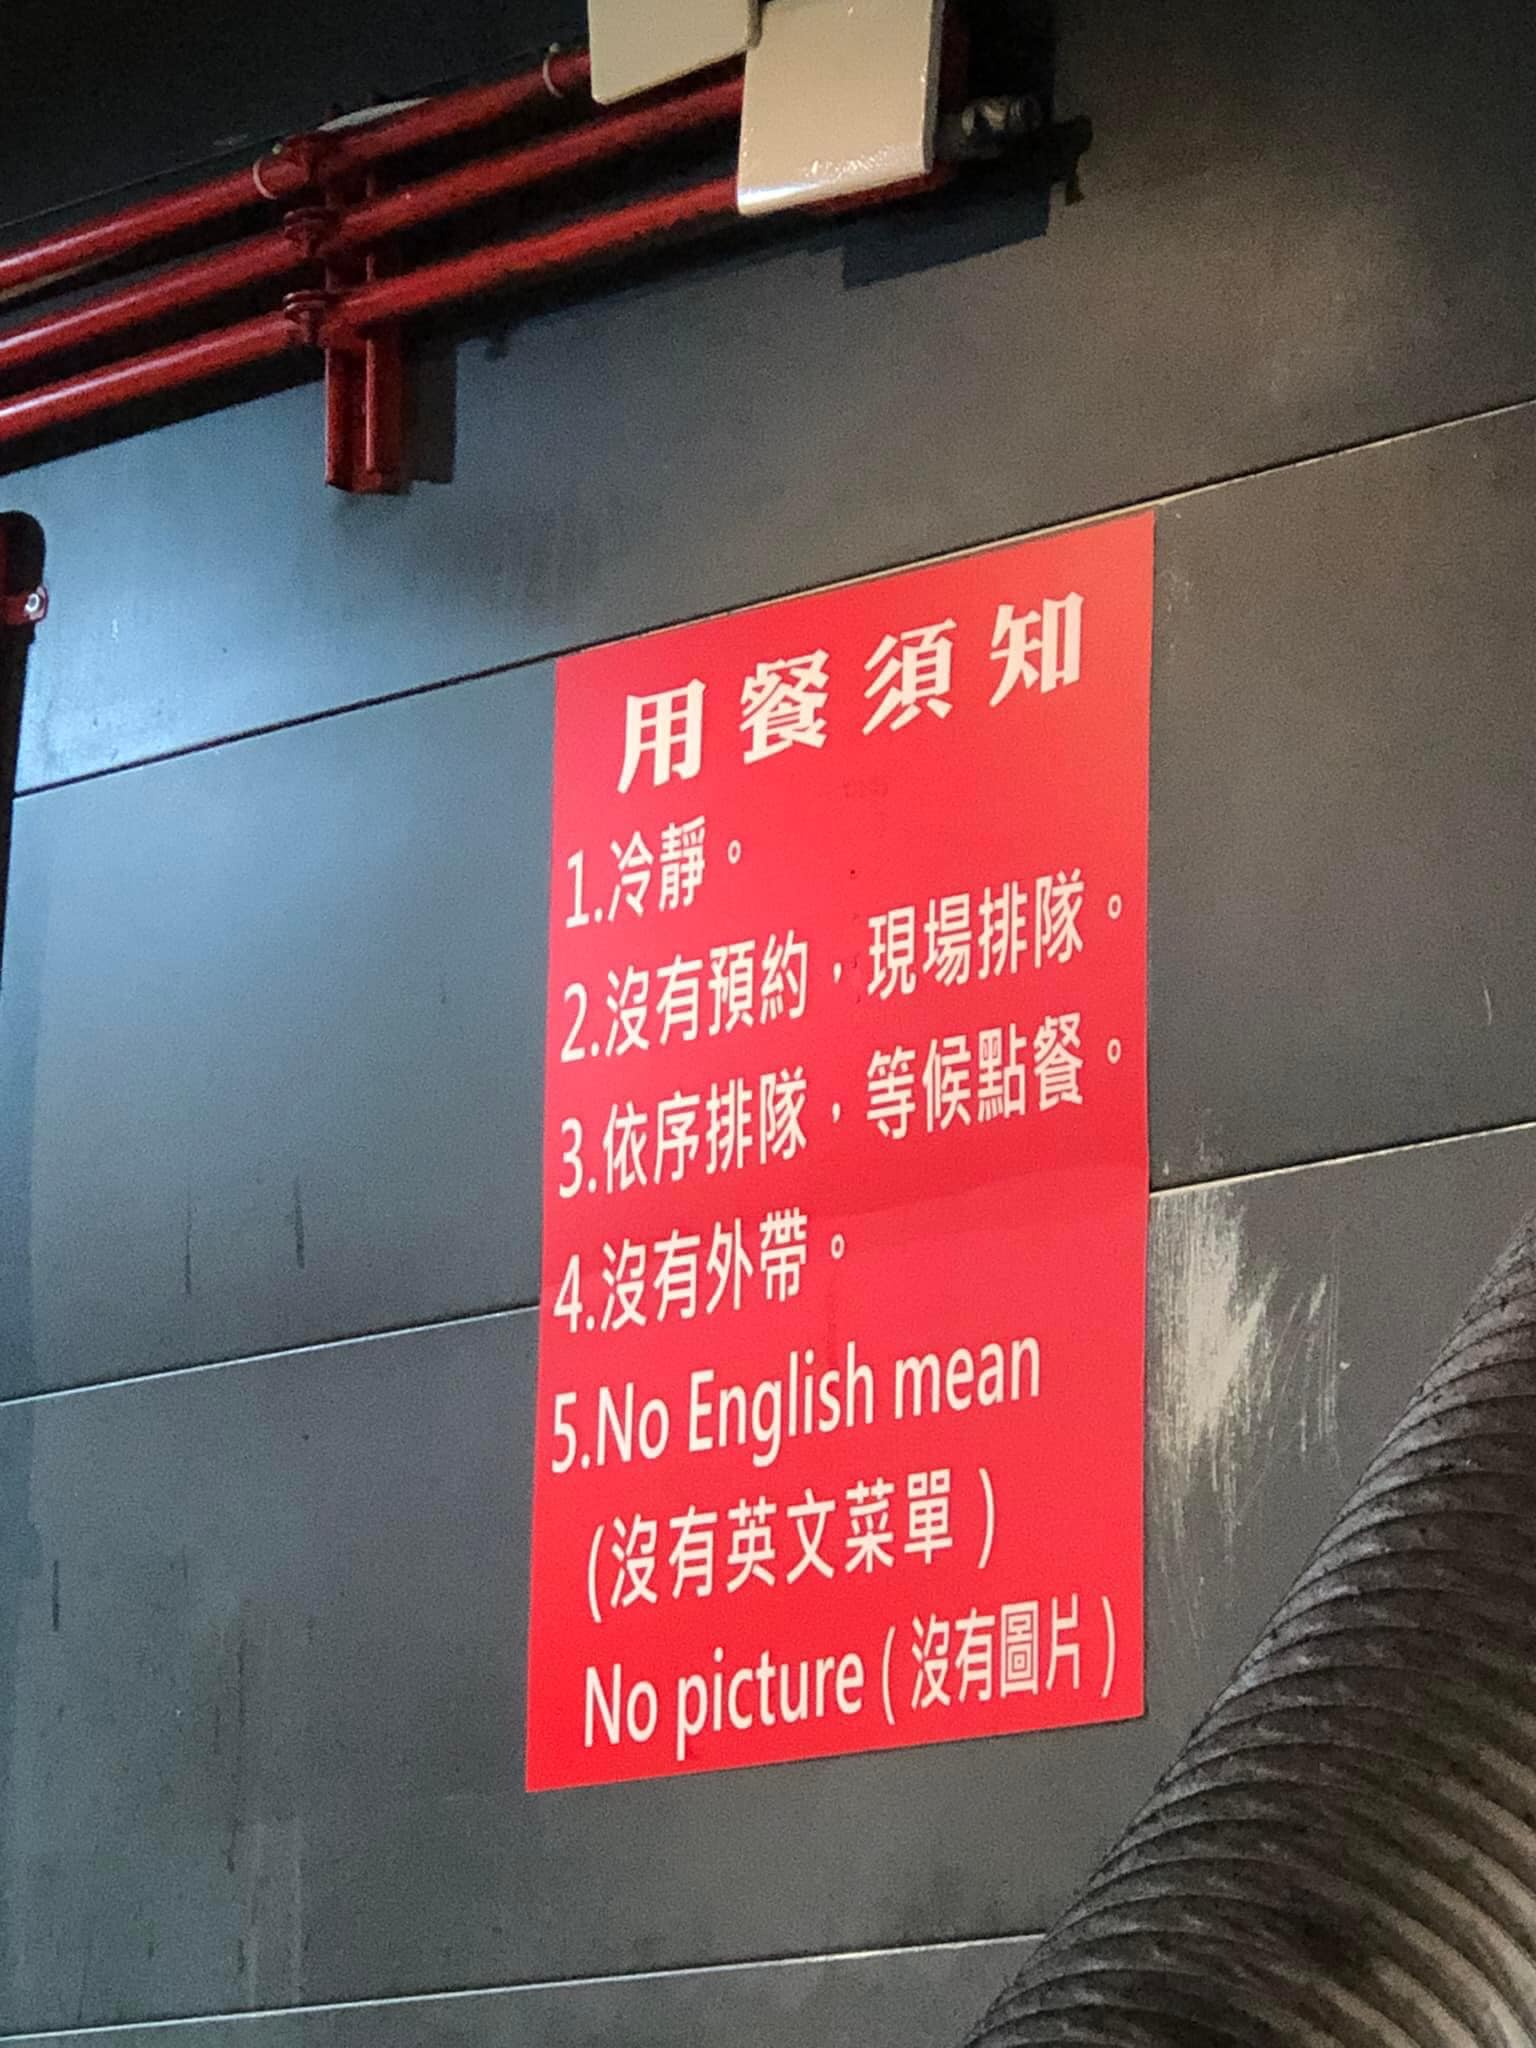 用餐須知
1.冷靜。
2.沒有預約，現場排隊。
3.依序排隊，等候點餐。
4.沒有外帶。
5.No English mean
(沒有英文菜單)
No picture(沒有圖片)